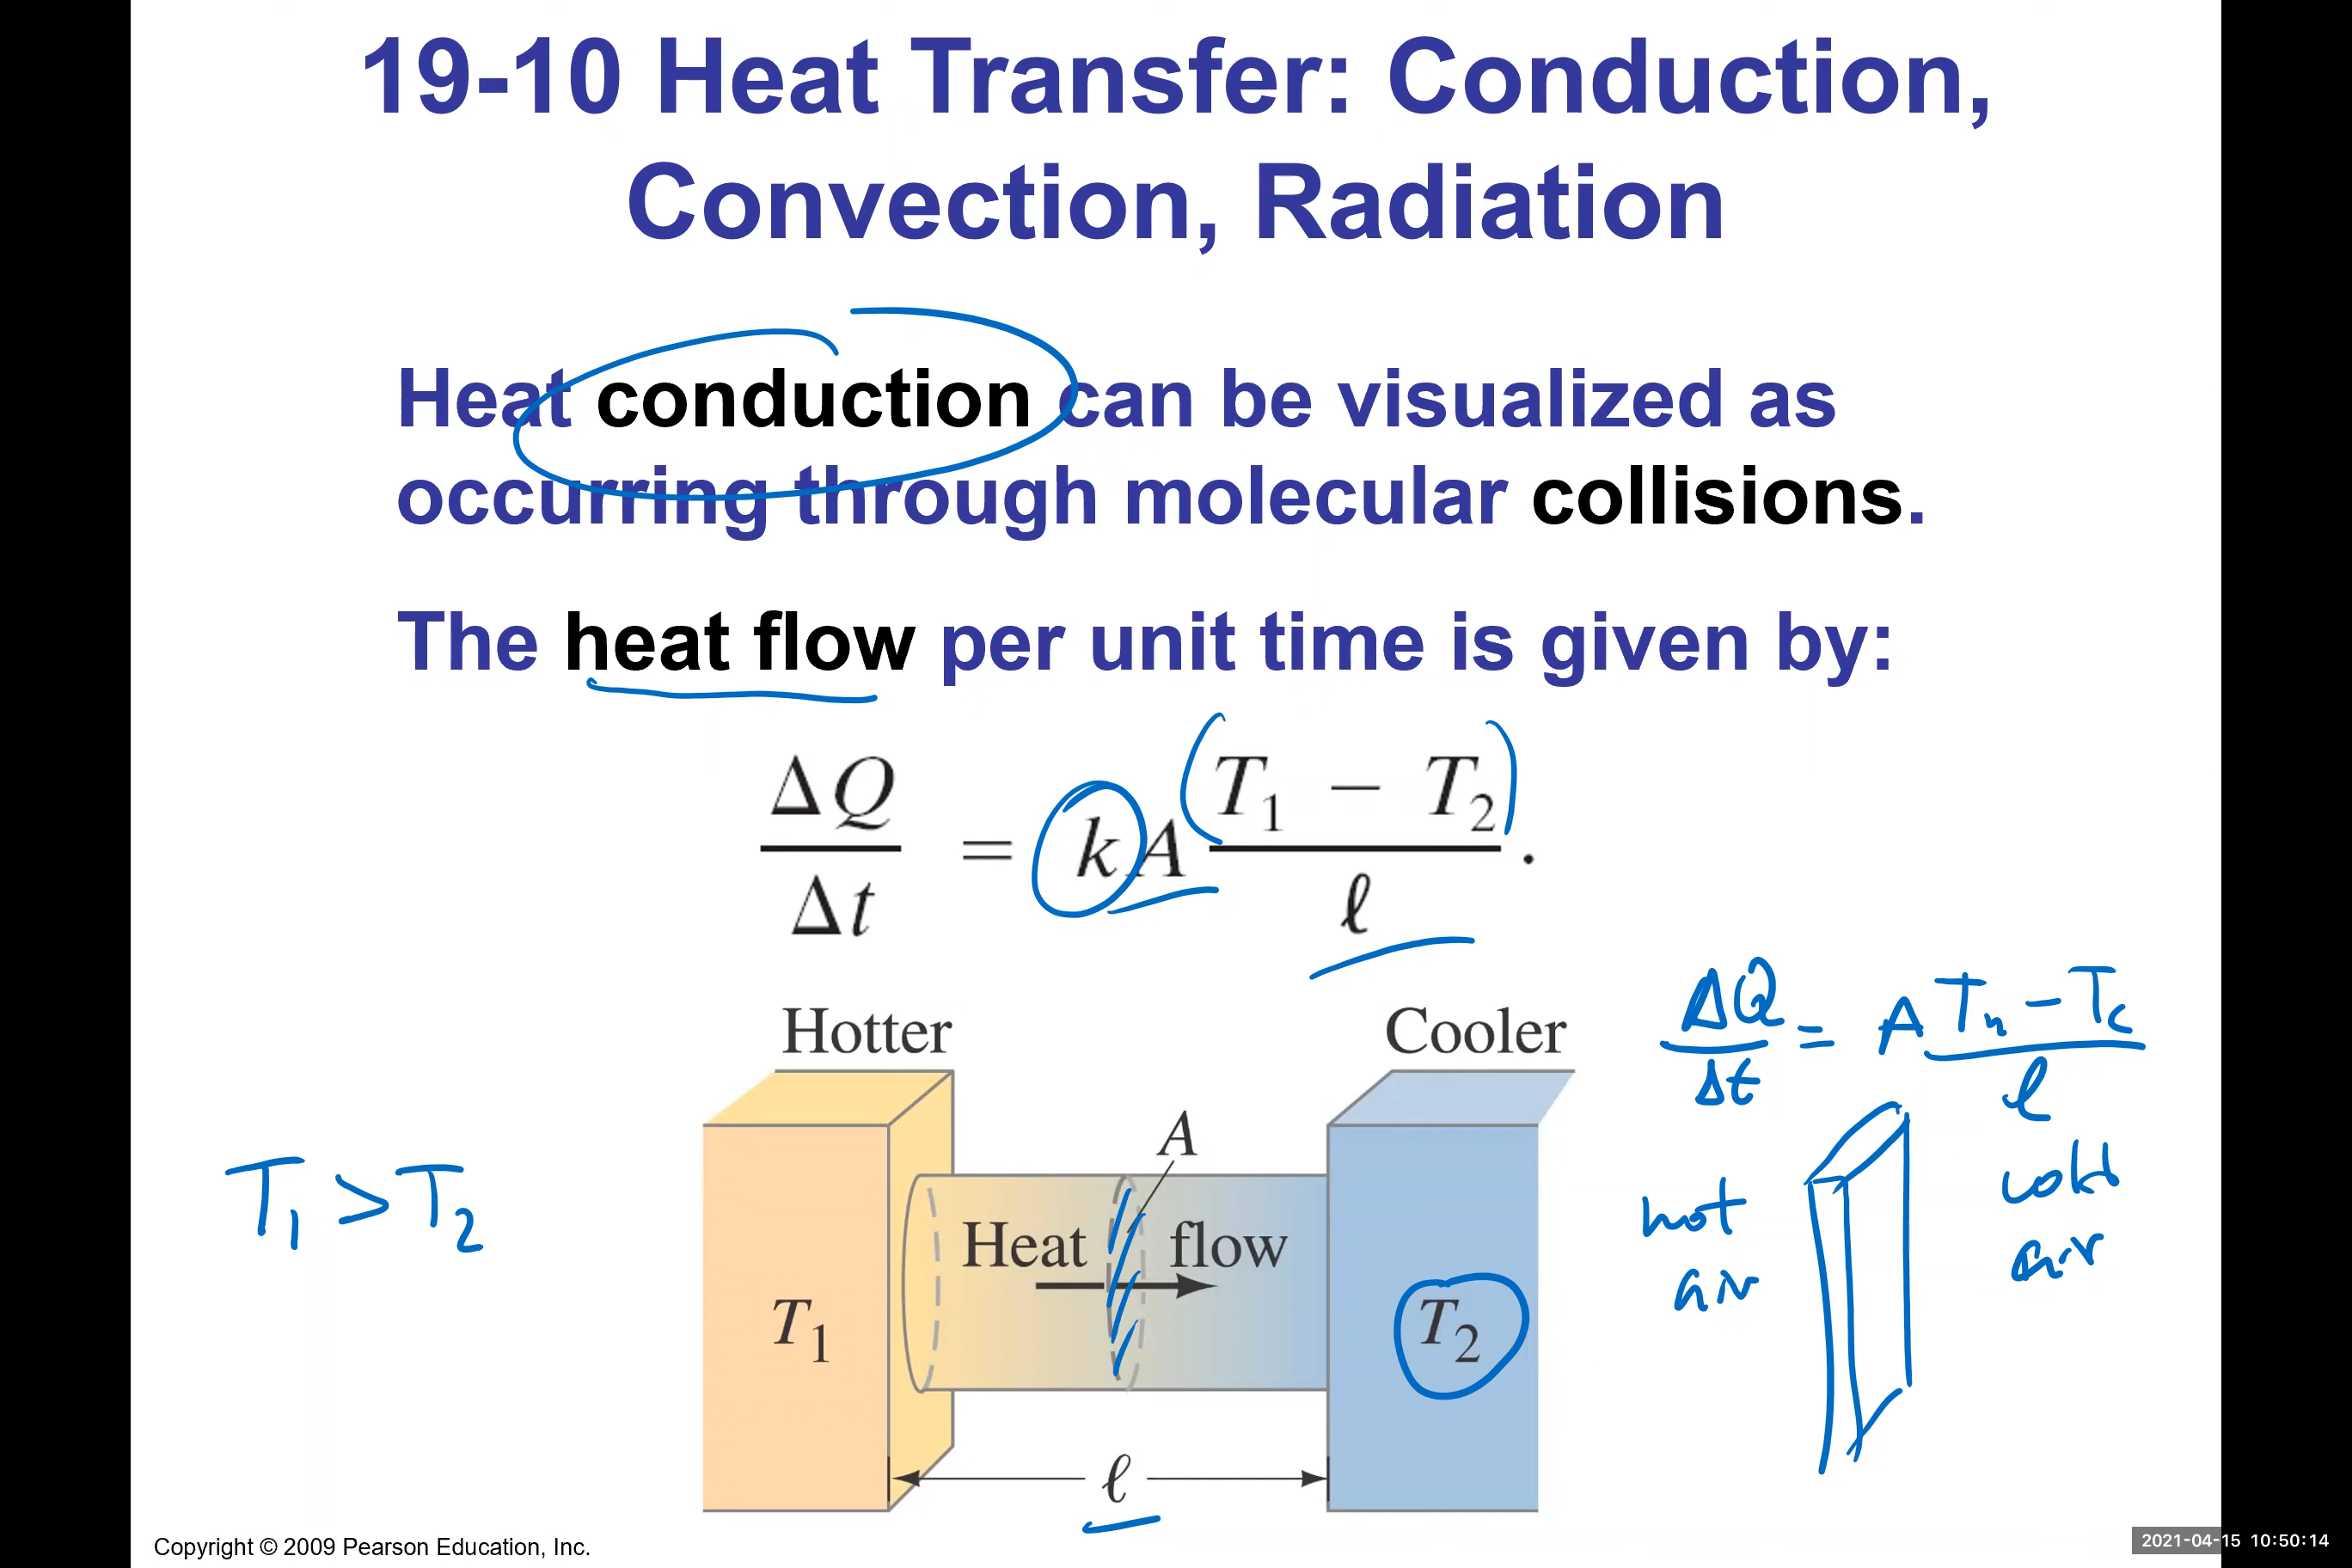 19-10 Heat Transfer: Conduction,
Convection, Radiation
Heat conduction can be visualized as
occurring through molecular collisions.
The heat flow per unit time is given by:
ΔQ/Δt = kA (T₁ − T₂)/ℓ.
ΔQ/Δt = A Tₕ − T꜀/ℓ
Hotter
Cooler
A
T₁ > T₂
hot
air
cold
air
Heat flow
T₁
T₂
ℓ
Copyright © 2009 Pearson Education, Inc.
2021-04-15 10:50:14